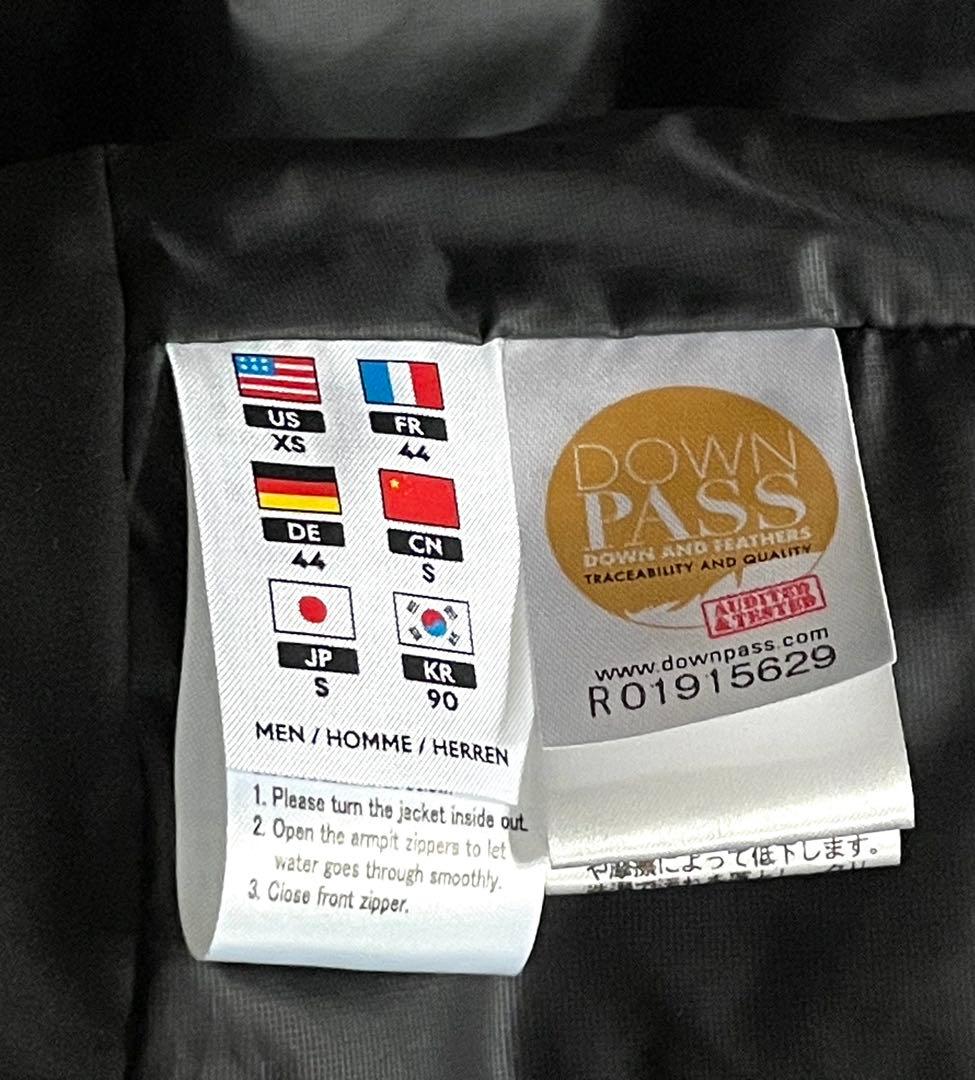 US FR
XS 44
DE CN
44 S
JP KR
S 90
MEN / HOMME / HERREN
1. Please turn the jacket inside out.
2. Open the armpit zippers to let
water goes through smoothly.
3. Close front zipper.
DOWN
PASS
DOWN AND FEATHERS
TRACEABILITY AND QUALITY
AUDITED
& TESTED
www.downpass.com
R 01915629
や摩擦によって低下します。